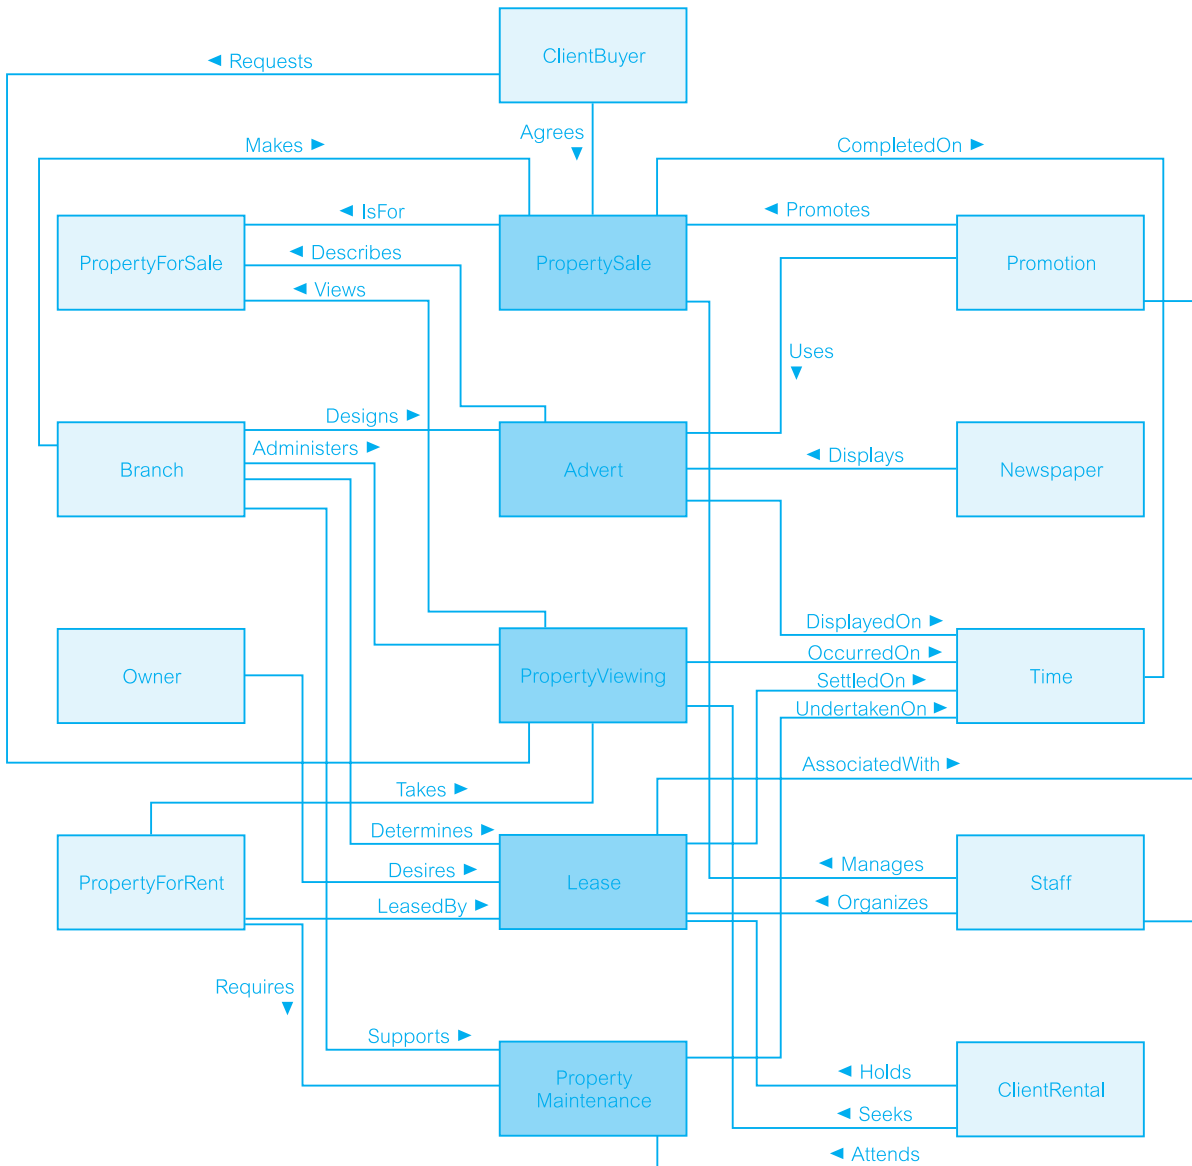 ClientBuyer
◄ Requests
Agrees
▼
Makes ►
CompletedOn ►
◄ IsFor
◄ Promotes
PropertyForSale
◄ Describes
PropertySale
Promotion
◄ Views
Uses
▼
Designs ►
Administers ►
◄ Displays
Branch
Advert
Newspaper
DisplayedOn ►
OccurredOn ►
Owner
PropertyViewing
SettledOn ►
Time
UndertakenOn ►
AssociatedWith ►
Takes ►
Determines ►
◄ Manages
Desires ►
PropertyForRent
Lease
Staff
LeasedBy ►
◄ Organizes
Requires
▼
Supports ►
◄ Holds
Property
Maintenance
ClientRental
◄ Seeks
◄ Attends